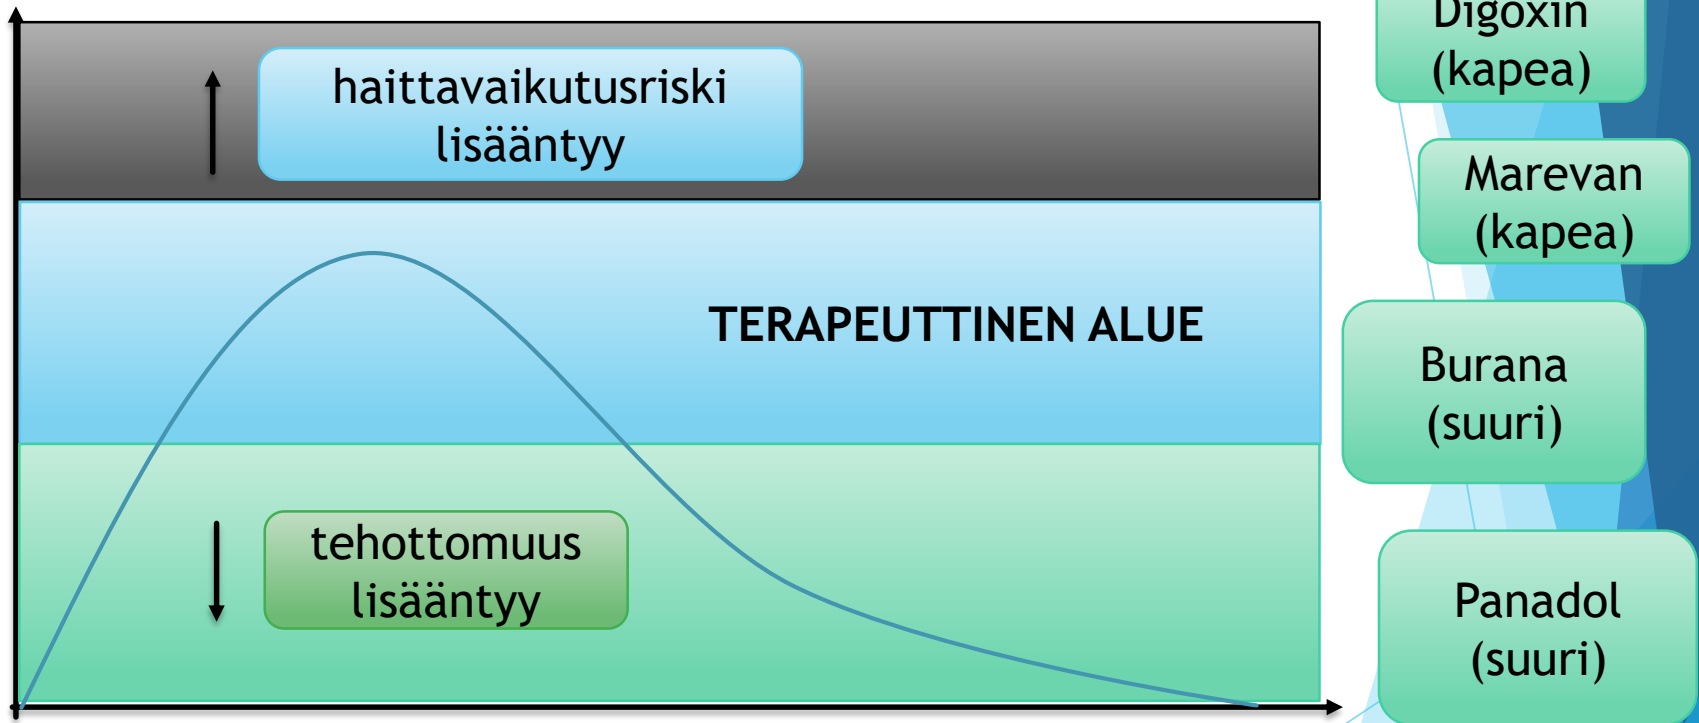 haittavaikutusriski
lisääntyy
TERAPEUTTINEN ALUE
tehottomuus
lisääntyy
Digoxin
(kapea)
Marevan
(kapea)
Burana
(suuri)
Panadol
(suuri)